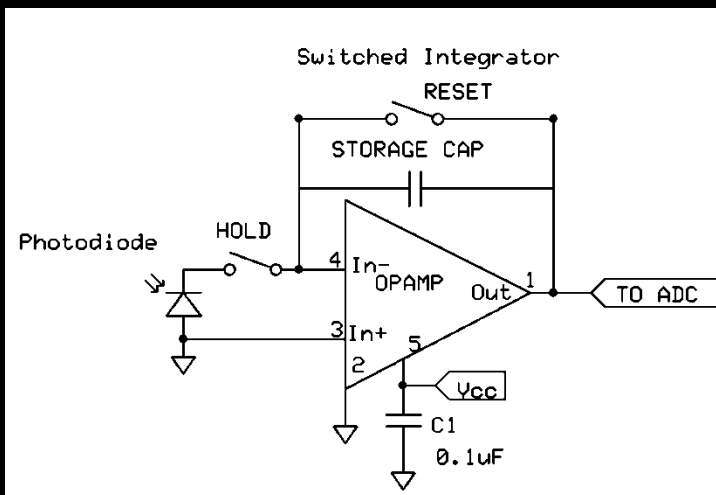 Switched Integrator
RESET
STORAGE CAP
HOLD
Photodiode
4 In-
OPAMP
Out 1
TO ADC
3 In+
2
5
Vcc
C1
0.1uF